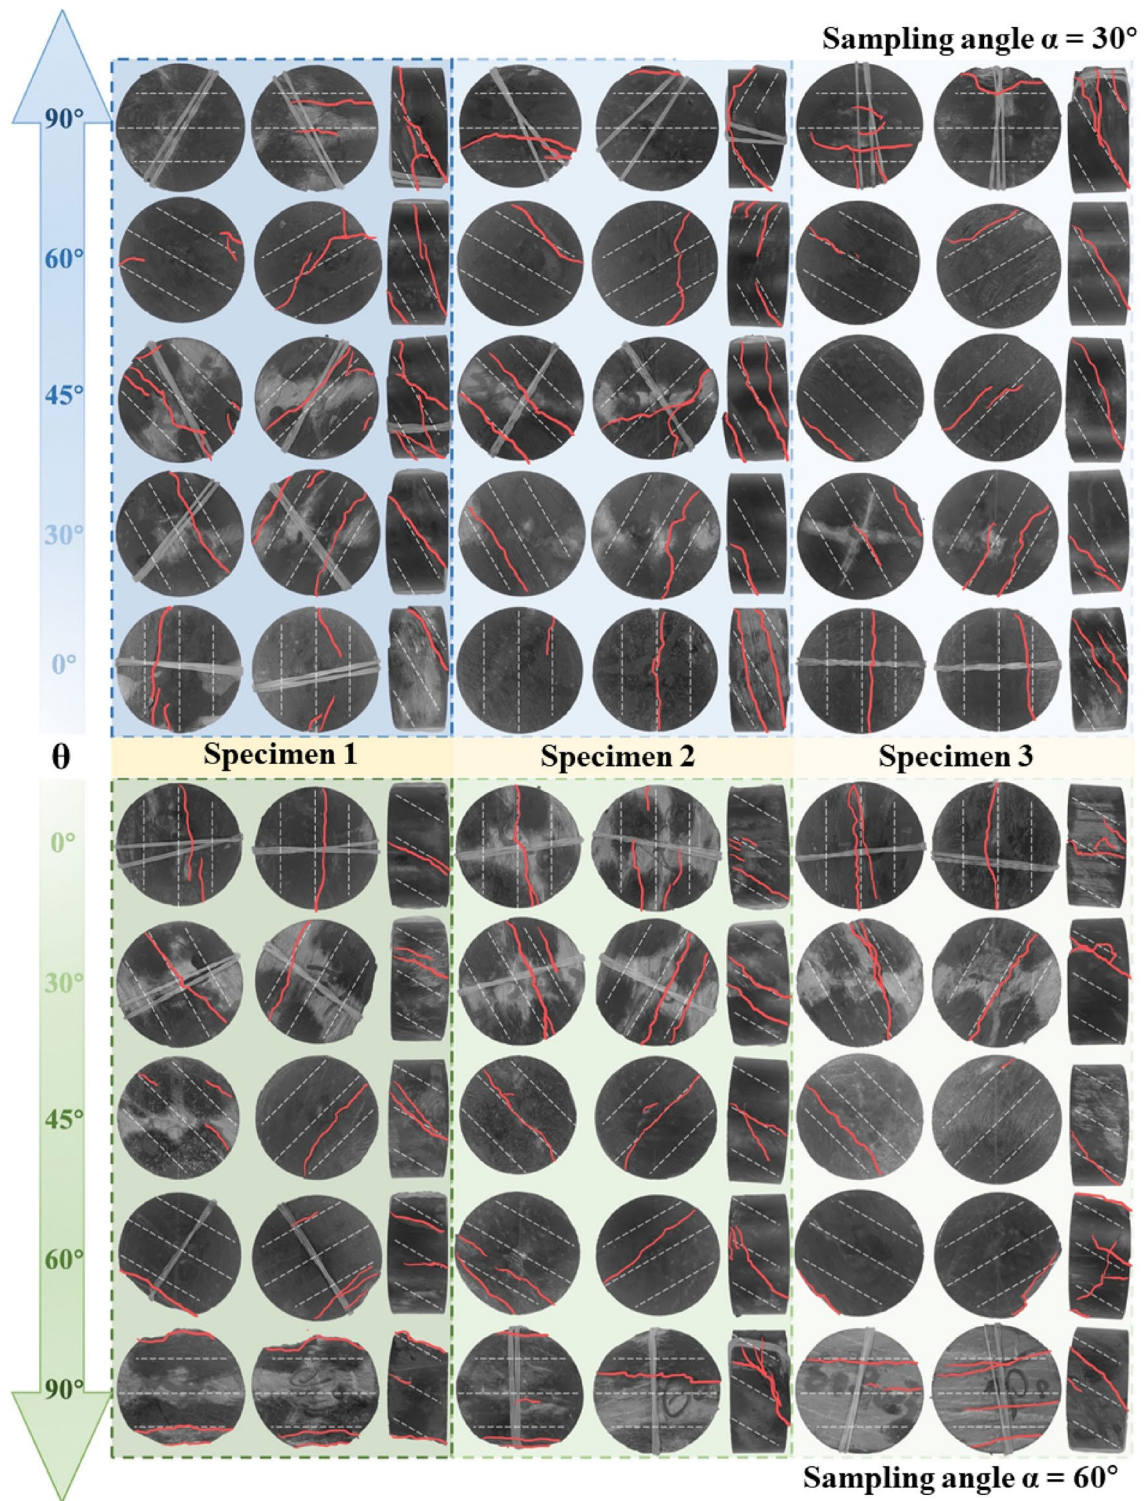 Sampling angle α = 30°
90°
60°
45°
30°
0°
θ
Specimen 1
Specimen 2
Specimen 3
0°
30°
45°
60°
90°
Sampling angle α = 60°